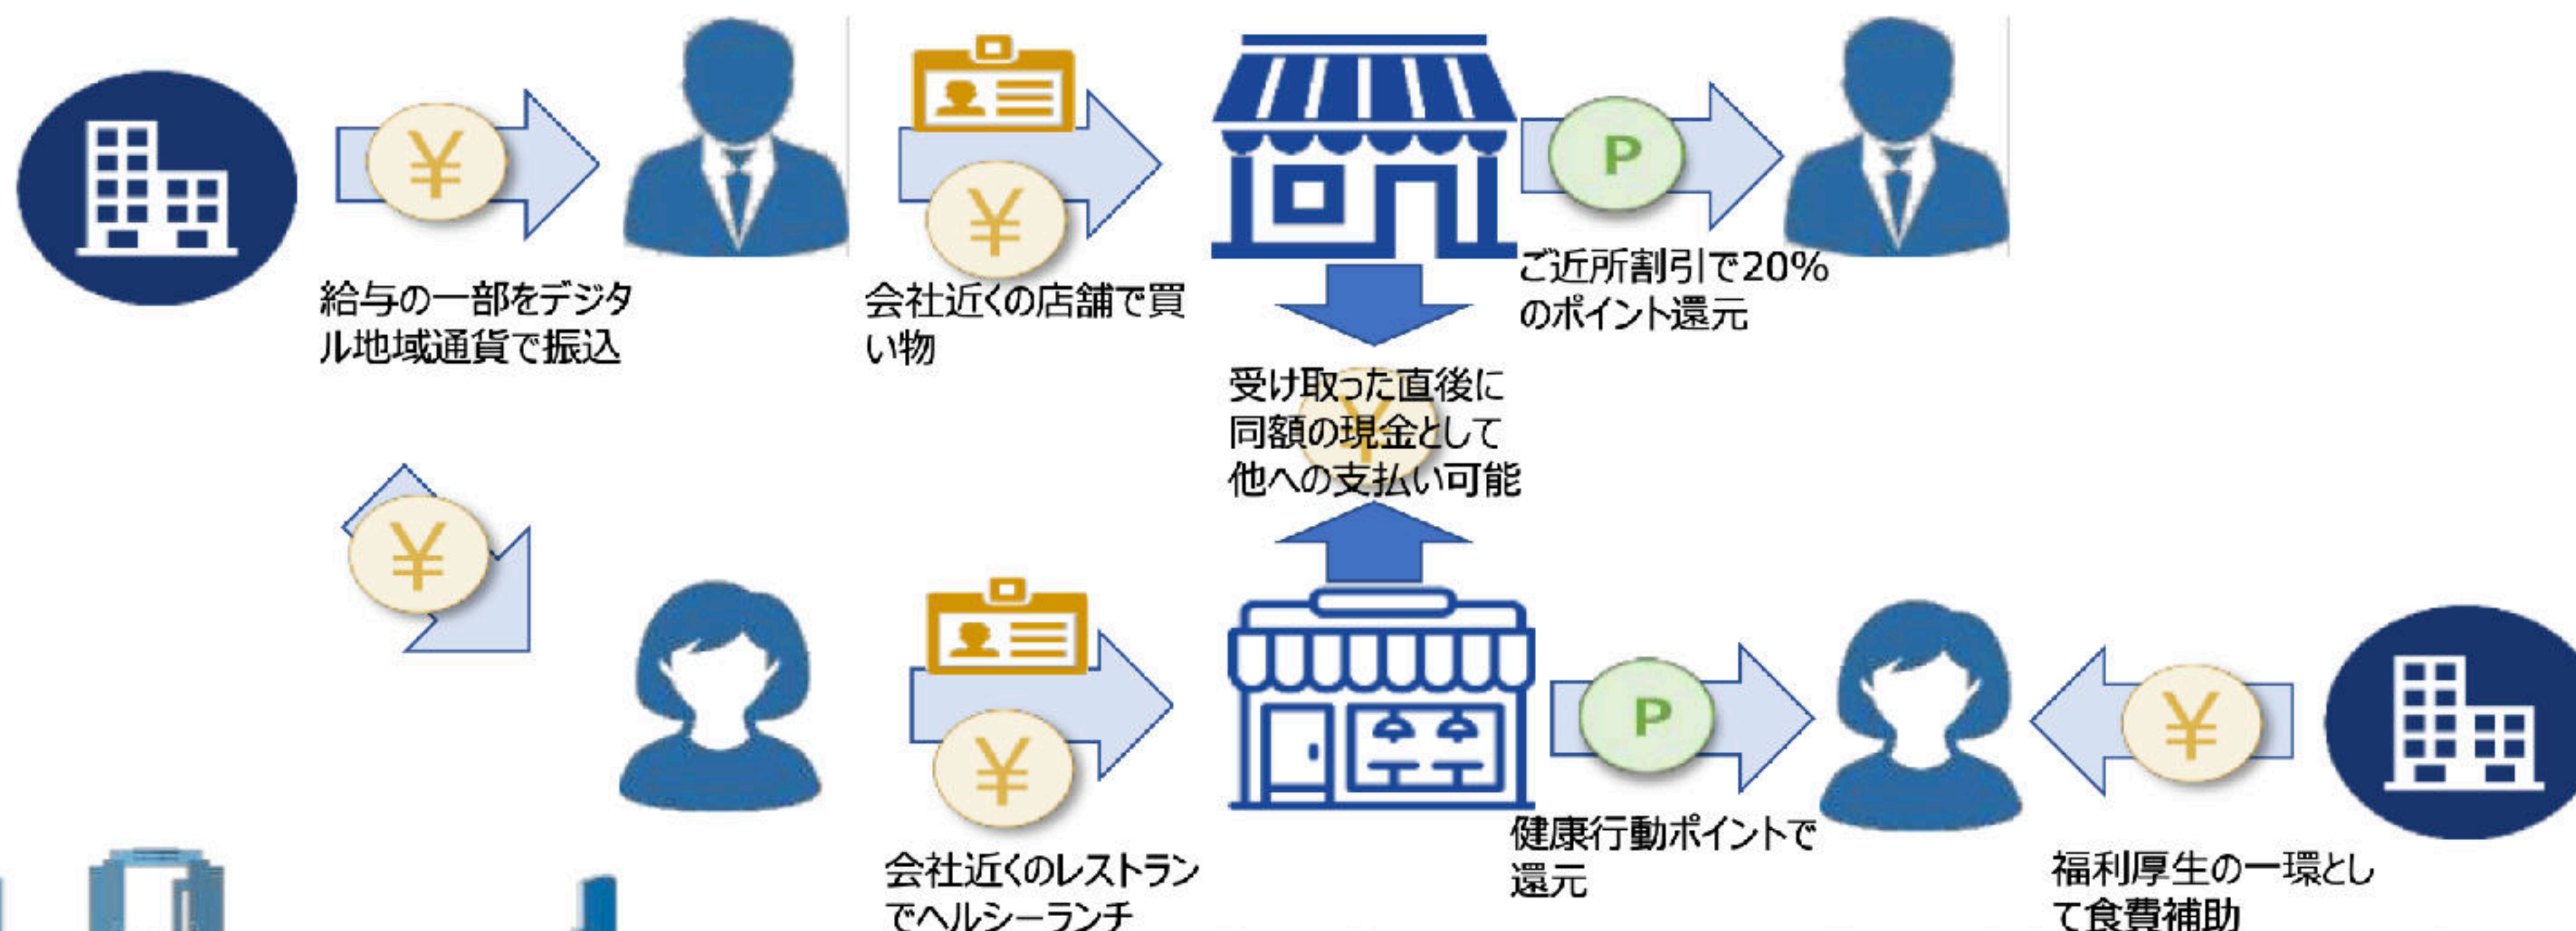 ¥
給与の一部をデジタ
ル地域通貨で振込
¥
会社近くの店舗で買
い物
P
ご近所割引で20%
のポイント還元
¥
受け取った直後に
同額の現金として
他への支払い可能
¥
¥
会社近くのレストラン
でヘルシーランチ
P
健康行動ポイントで
還元
¥
福利厚生の一環とし
て食費補助